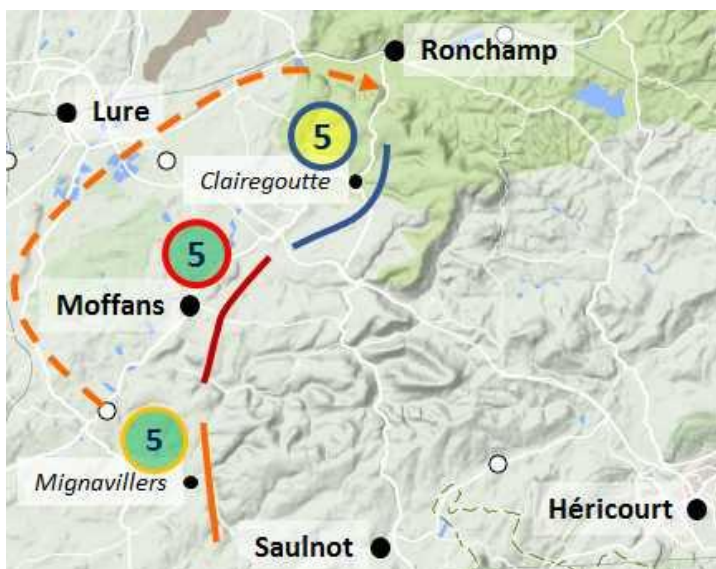 Ronchamp
Lure
5
Clairegoutte
5
Moffans
5
Mignavillers
Héricourt
Saulnot